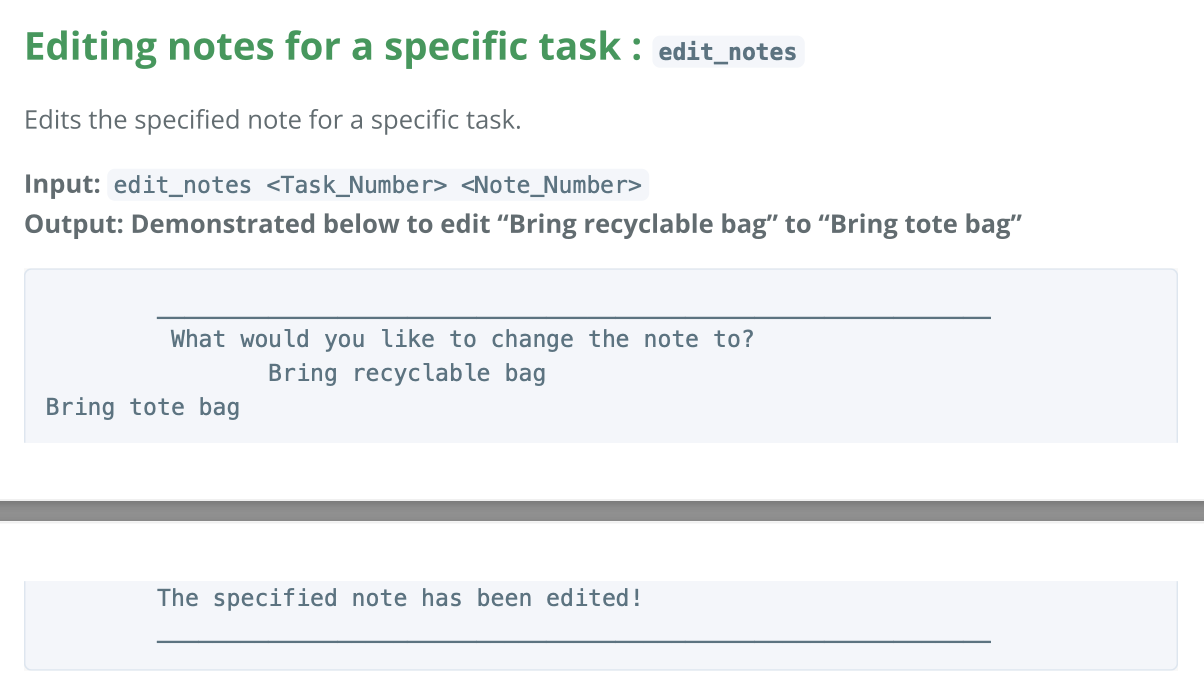 Editing notes for a specific task : edit_notes
Edits the specified note for a specific task.
Input: edit_notes <Task_Number> <Note_Number>
Output: Demonstrated below to edit “Bring recyclable bag” to “Bring tote bag”
What would you like to change the note to?
Bring recyclable bag
Bring tote bag
The specified note has been edited!